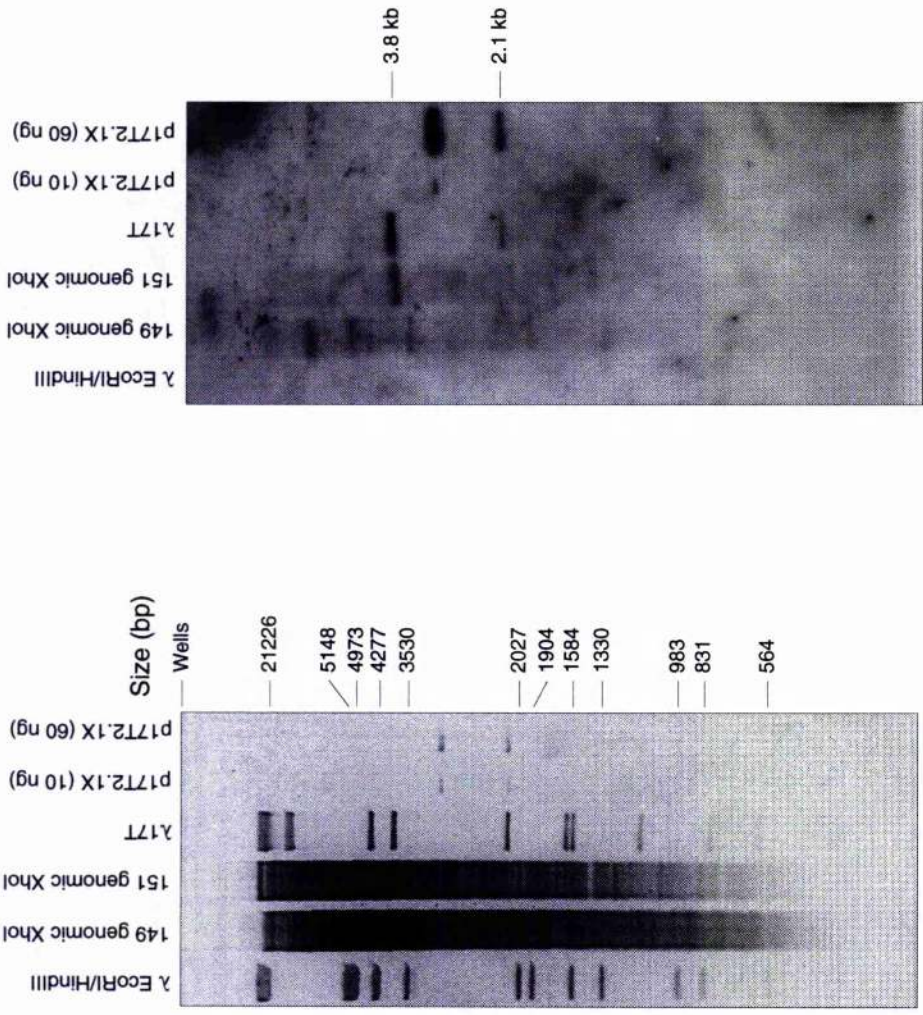 λ EcoRI/HindIII
149 genomic XhoI
151 genomic XhoI
λ17T
p17T2.1X (10 ng)
p17T2.1X (60 ng)
3.8 kb
2.1 kb
λ EcoRI/HindIII
149 genomic XhoI
151 genomic XhoI
λ17T
p17T2.1X (10 ng)
p17T2.1X (60 ng)
Size (bp)
Wells
21226
5148
4973
4277
3530
2027
1904
1584
1330
983
831
564